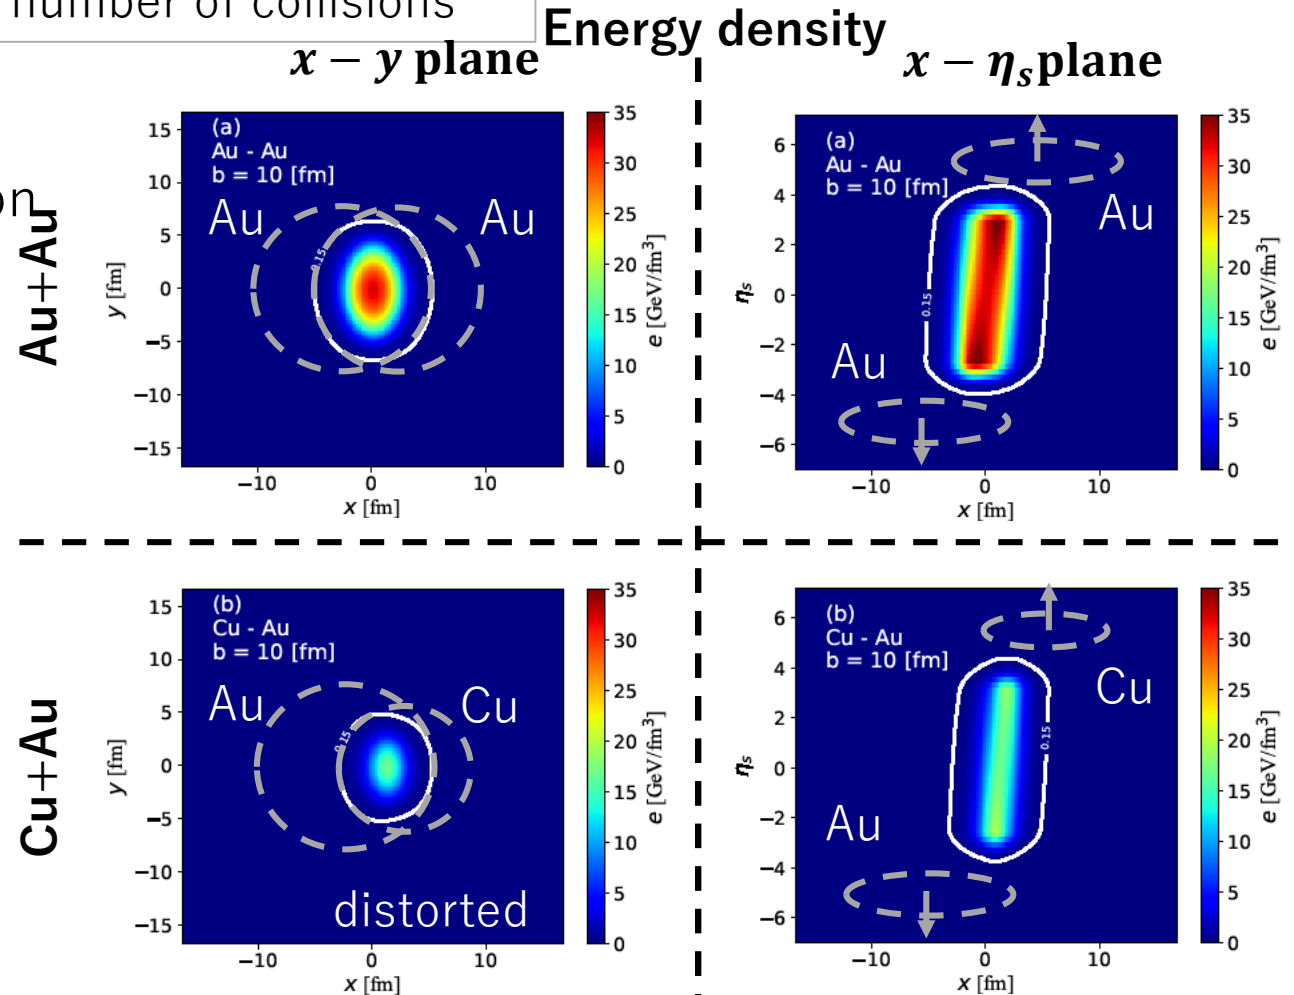 number of collisions
Energy density
x − y plane
x − ηₛ plane
on
Au+Au
(a)
Au - Au
b = 10 [fm]
Au
Au
0.15
15
10
5
0
−5
−10
−15
y [fm]
−10
0
10
x [fm]
35
30
25
20
15
10
5
0
e [GeV/fm³]
(a)
Au - Au
b = 10 [fm]
Au
Au
0.15
6
4
2
0
−2
−4
−6
ηₛ
−10
0
10
x [fm]
35
30
25
20
15
10
5
0
e [GeV/fm³]
Cu+Au
(b)
Cu - Au
b = 10 [fm]
Au
Cu
0.15
distorted
15
10
5
0
−5
−10
−15
y [fm]
−10
0
10
x [fm]
35
30
25
20
15
10
5
0
e [GeV/fm³]
(b)
Cu - Au
b = 10 [fm]
Cu
Au
0.15
6
4
2
0
−2
−4
−6
ηₛ
−10
0
10
x [fm]
35
30
25
20
15
10
5
0
e [GeV/fm³]